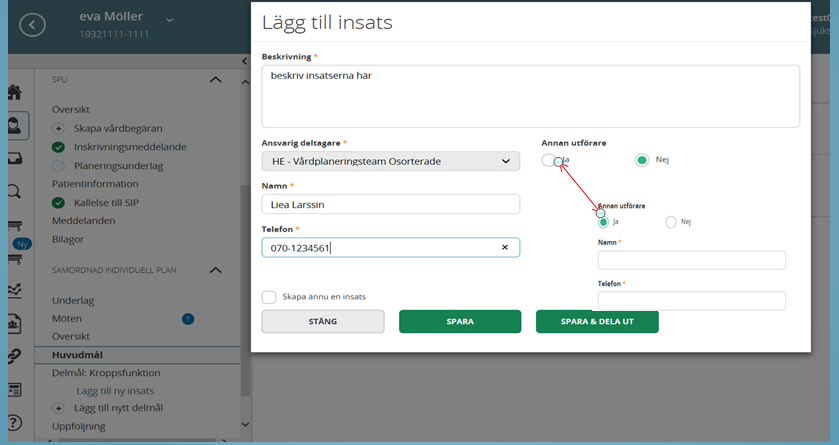 eva Möller
19321111-1111
SPU
Översikt
Skapa vårdbegäran
Inskrivningsmeddelande
Planeringsunderlag
Patientinformation
Kallelse till SIP
Meddelanden
Bilagor
Ny
SAMORDNAD INDIVIDUELL PLAN
Underlag
Möten
Översikt
Huvudmål
Delmål: Kroppsfunktion
Lägg till ny insats
Lägg till nytt delmål
Uppföljning
Lägg till insats
Beskrivning *
beskriv insatserna här
Ansvarig deltagare *
HE - Vårdplaneringsteam Osorterade
Annan utförare
Ja
Nej
Namn *
Liea Larssin
Telefon *
070-1234561
Annan utförare
Ja
Nej
Namn *
Telefon *
Skapa ännu en insats
STÄNG
SPARA
SPARA & DELA UT